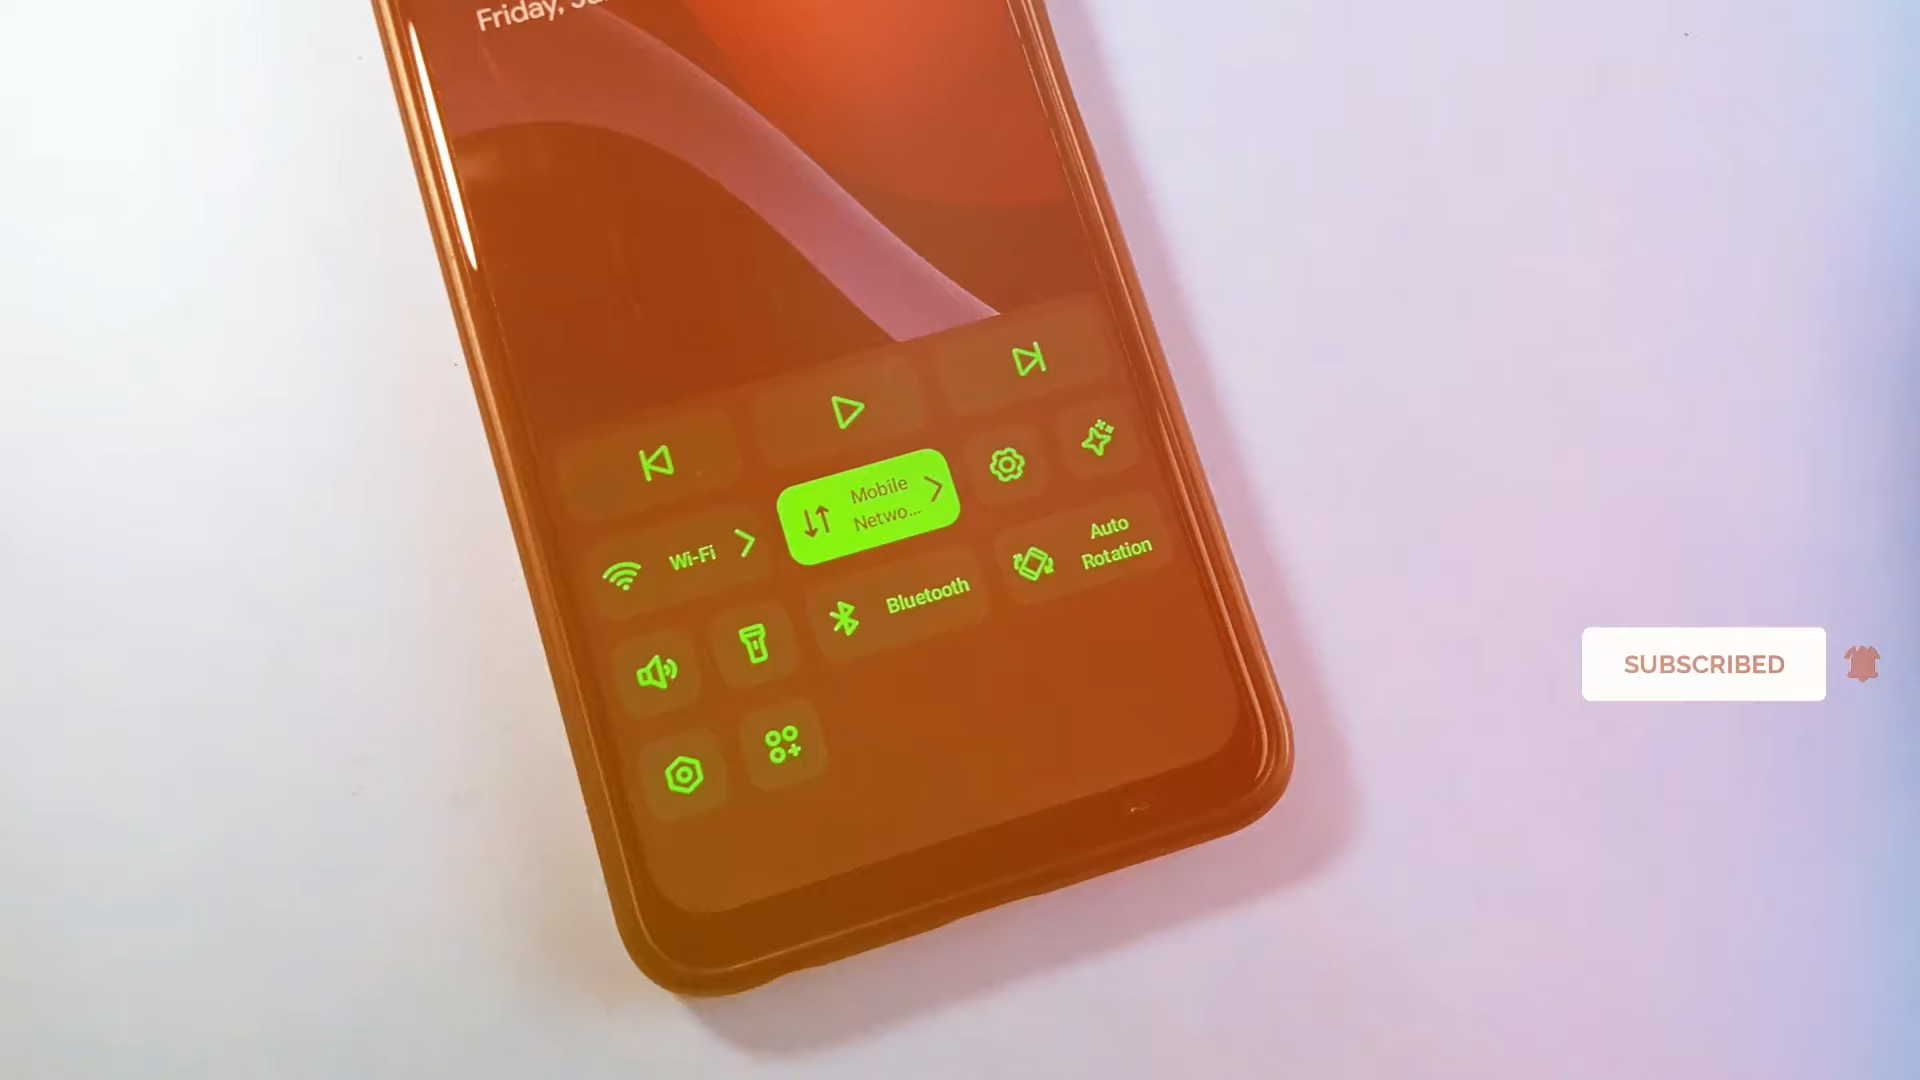 Friday,
Mobile
Netwo...
Wi-Fi
Auto
Rotation
Bluetooth
SUBSCRIBED